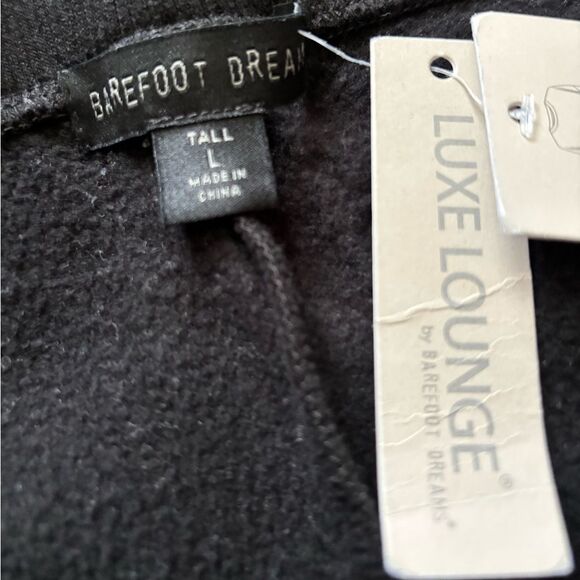 BAREFOOT DREAM
TALL
L
MADE IN
CHINA
LUXE LOUNGE®
by BAREFOOT DREAMS®